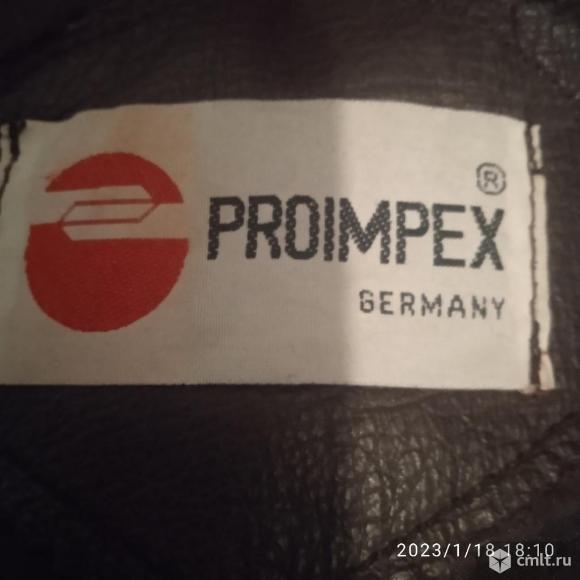 ®
PROIMPEX
GERMANY
2023/1/18 18:10
cmlt.ru